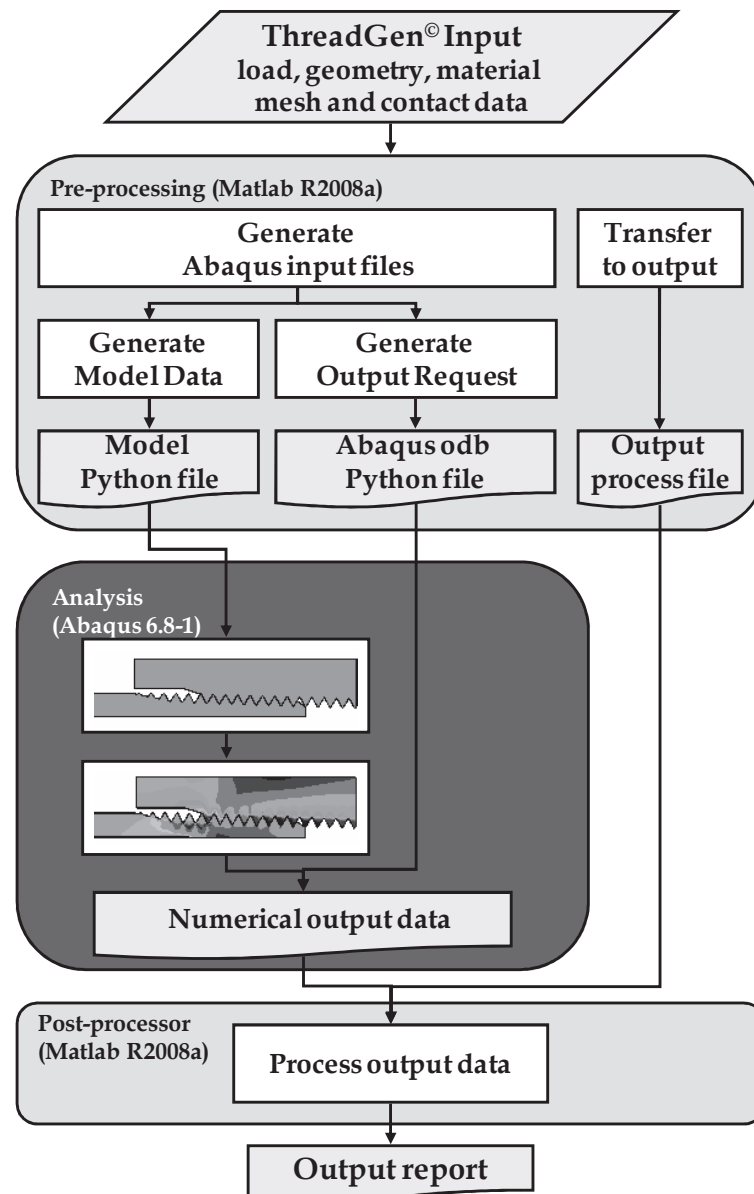 ThreadGen© Input
load, geometry, material
mesh and contact data
Pre-processing (Matlab R2008a)
Generate
Abaqus input files
Transfer
to output
Generate
Model Data
Generate
Output Request
Model
Python file
Abaqus odb
Python file
Output
process file
Analysis
(Abaqus 6.8-1)
Numerical output data
Post-processor
(Matlab R2008a)
Process output data
Output report